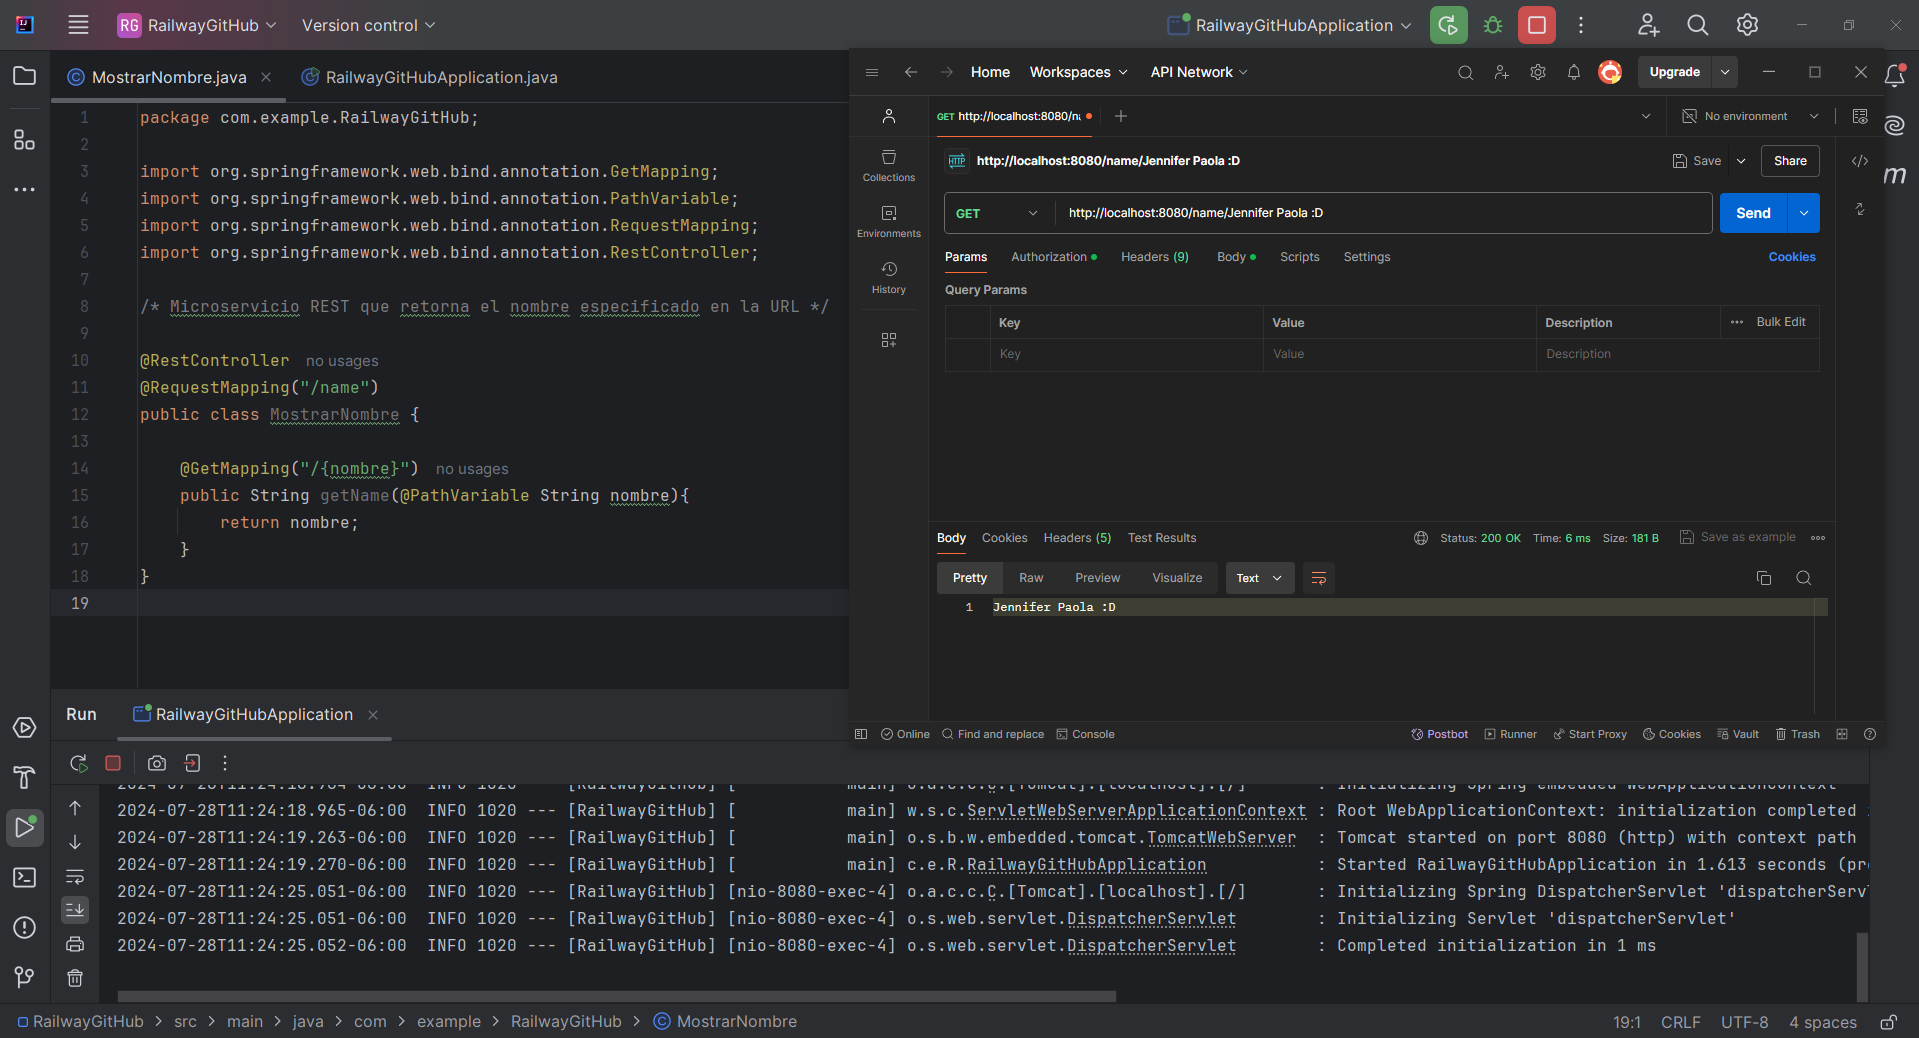 RG RailwayGitHub Version control RailwayGitHubApplication
MostrarNombre.java RailwayGitHubApplication.java
1 package com.example.RailwayGitHub;
2
3 import org.springframework.web.bind.annotation.GetMapping;
4 import org.springframework.web.bind.annotation.PathVariable;
5 import org.springframework.web.bind.annotation.RequestMapping;
6 import org.springframework.web.bind.annotation.RestController;
7
8 /* Microservicio REST que retorna el nombre especificado en la URL */
9
10 @RestController no usages
11 @RequestMapping("/name")
12 public class MostrarNombre {
13
14 @GetMapping("/{nombre}") no usages
15 public String getName(@PathVariable String nombre){
16 return nombre;
17 }
18 }
19
Home Workspaces API Network Upgrade
GET http://localhost:8080/na No environment
HTTP http://localhost:8080/name/Jennifer Paola :D Save Share
Collections
Environments
History
GET http://localhost:8080/name/Jennifer Paola :D Send
Params Authorization Headers (9) Body Scripts Settings Cookies
Query Params
Key Value Description Bulk Edit
Key Value Description
Body Cookies Headers (5) Test Results Status: 200 OK Time: 6 ms Size: 181 B Save as example
Pretty Raw Preview Visualize Text
1 Jennifer Paola :D
Online Find and replace Console Postbot Runner Start Proxy Cookies Vault Trash
Run RailwayGitHubApplication
INFO 1020 --- [RailwayGitHub] [ main] o.a.c.c.C.[Tomcat].[localhost].[/] : Initializing Spring embedded WebApplicationContext
2024-07-28T11:24:18.965-06:00 INFO 1020 --- [RailwayGitHub] [ main] w.s.c.ServletWebServerApplicationContext : Root WebApplicationContext: initialization completed
2024-07-28T11:24:19.263-06:00 INFO 1020 --- [RailwayGitHub] [ main] o.s.b.w.embedded.tomcat.TomcatWebServer : Tomcat started on port 8080 (http) with context path
2024-07-28T11:24:19.270-06:00 INFO 1020 --- [RailwayGitHub] [ main] c.e.R.RailwayGitHubApplication : Started RailwayGitHubApplication in 1.613 seconds (pr
2024-07-28T11:24:25.051-06:00 INFO 1020 --- [RailwayGitHub] [nio-8080-exec-4] o.a.c.c.C.[Tomcat].[localhost].[/] : Initializing Spring DispatcherServlet 'dispatcherServ
2024-07-28T11:24:25.051-06:00 INFO 1020 --- [RailwayGitHub] [nio-8080-exec-4] o.s.web.servlet.DispatcherServlet : Initializing Servlet 'dispatcherServlet'
2024-07-28T11:24:25.052-06:00 INFO 1020 --- [RailwayGitHub] [nio-8080-exec-4] o.s.web.servlet.DispatcherServlet : Completed initialization in 1 ms
RailwayGitHub > src > main > java > com > example > RailwayGitHub > MostrarNombre 19:1 CRLF UTF-8 4 spaces